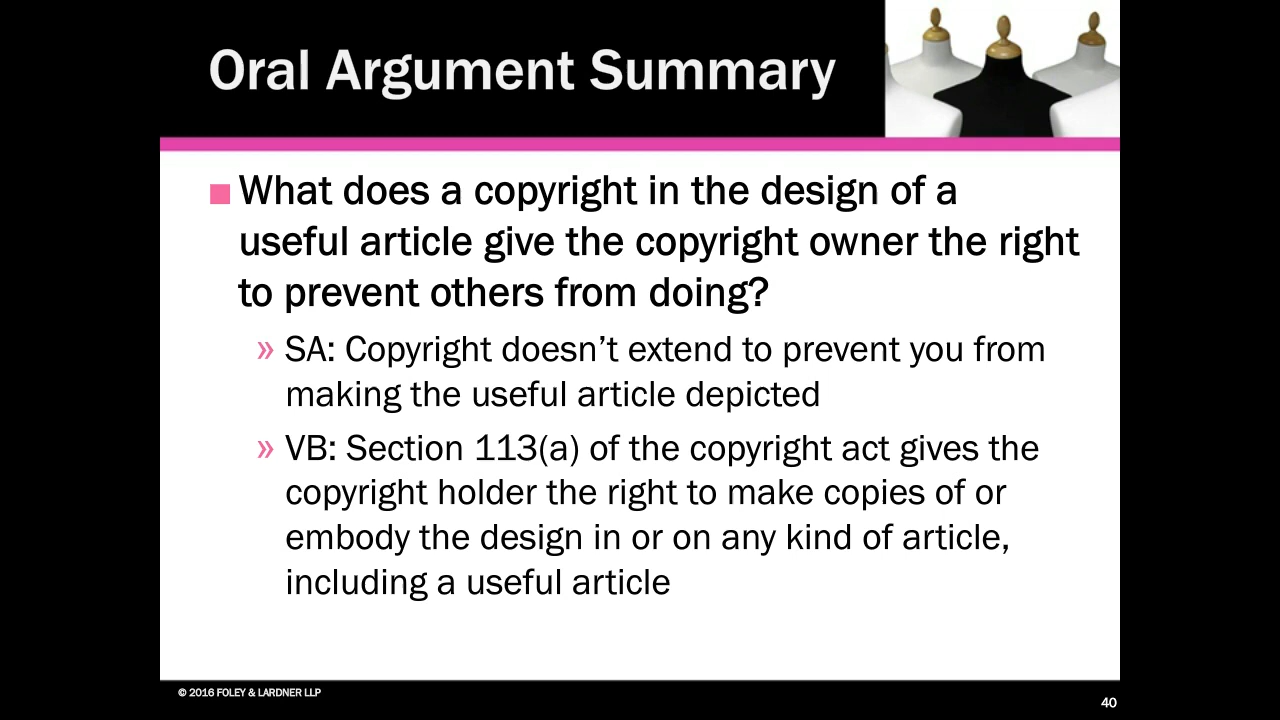 Oral Argument Summary
What does a copyright in the design of a
useful article give the copyright owner the right
to prevent others from doing?
» SA: Copyright doesn’t extend to prevent you from
making the useful article depicted
» VB: Section 113(a) of the copyright act gives the
copyright holder the right to make copies of or
embody the design in or on any kind of article,
including a useful article
© 2016 FOLEY & LARDNER LLP
40